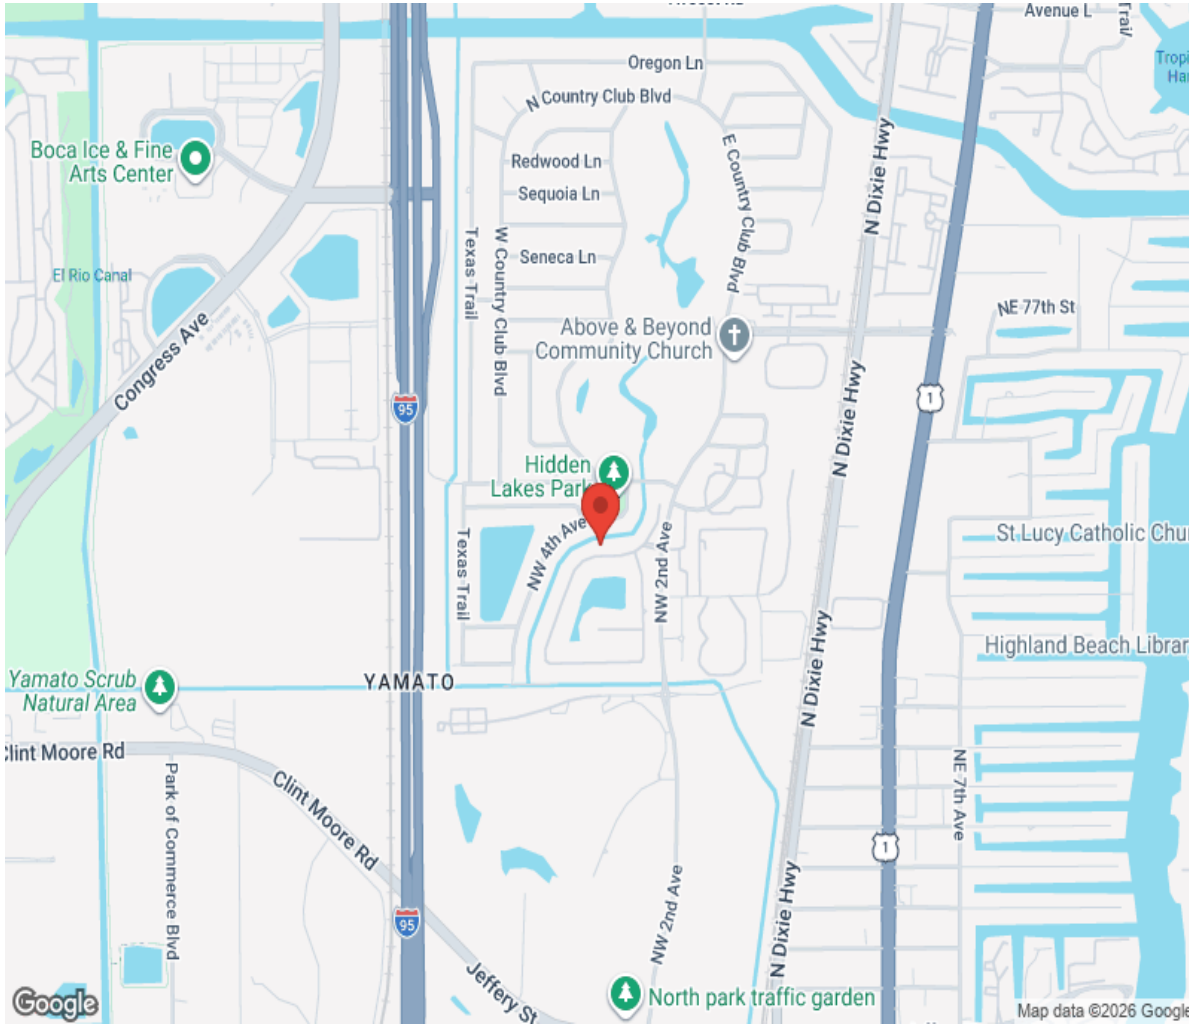 Avenue L
Trail
Oregon Ln
N Country Club Blvd
Boca Ice & Fine
Arts Center
Redwood Ln
Sequoia Ln
E Country Club Blvd
N Dixie Hwy
Texas Trail
W Country Club Blvd
Seneca Ln
El Rio Canal
NE 77th St
Congress Ave
Above & Beyond
Community Church
95
1
N Dixie Hwy
Hidden
Lakes Park
NW 4th Ave
NW 2nd Ave
Texas Trail
St Lucy Catholic Chur
N Dixie Hwy
Highland Beach Librar
Yamato Scrub
Natural Area
YAMATO
Clint Moore Rd
Park of Commerce Blvd
Clint Moore Rd
NE 7th Ave
1
NW 2nd Ave
N Dixie Hwy
95
Jeffery St
North park traffic garden
Google
Map data ©2026 Google